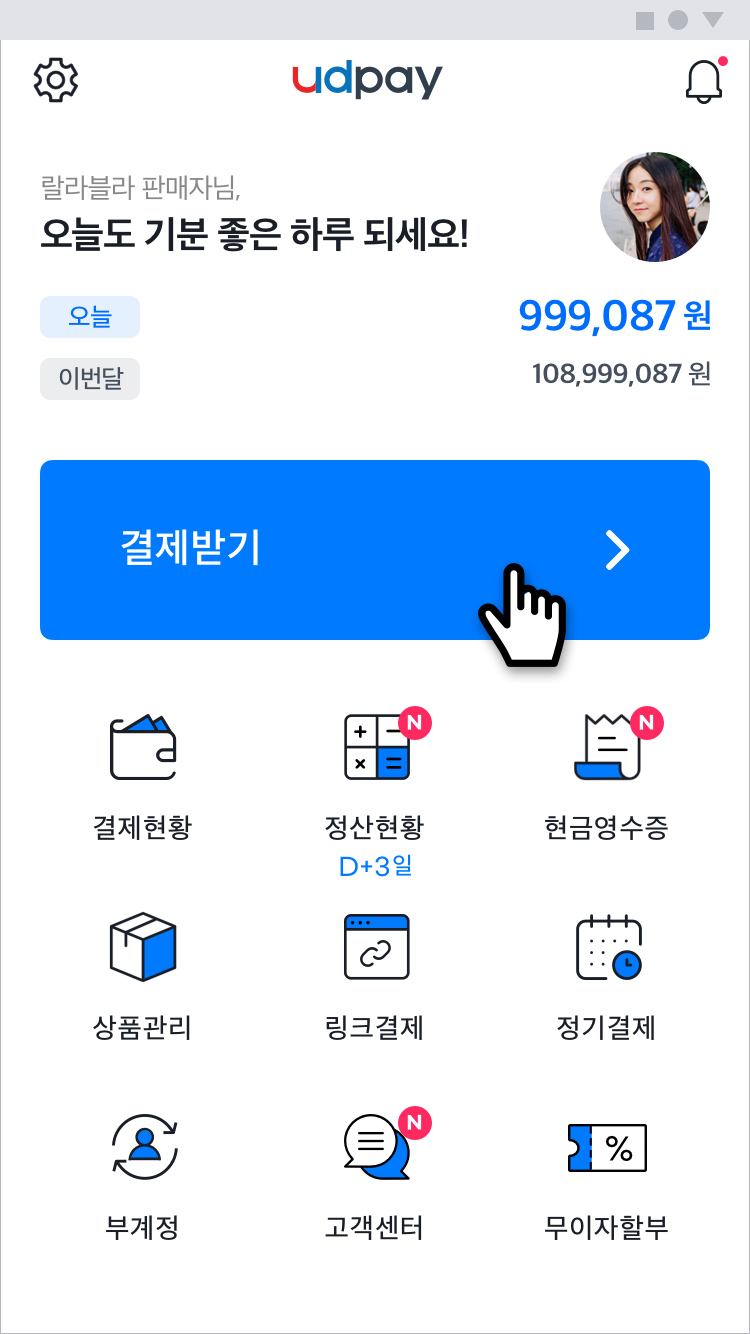 udpay
랄라블라 판매자님,
오늘도 기분 좋은 하루 되세요!
오늘 999,087 원
이번달 108,999,087 원
결제받기
N N
결제현황 정산현황 현금영수증
D+3일
상품관리 링크결제 정기결제
N %
부계정 고객센터 무이자할부